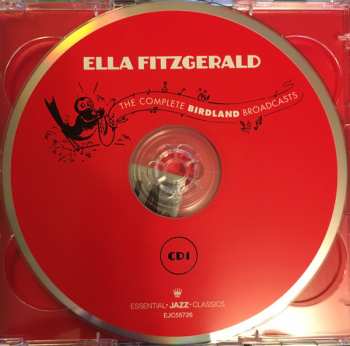 ELLA FITZGERALD
THE COMPLETE BIRDLAND BROADCASTS
CD1
ESSENTIAL·JAZZ·CLASSICS
EJC55726